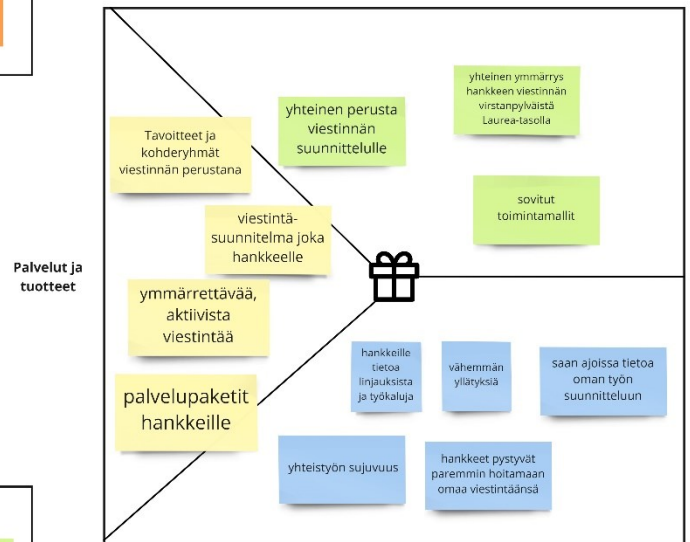 Palvelut ja
tuotteet
Tavoitteet ja
kohderyhmät
viestinnän perustana
viestintä-
suunnitelma joka
hankkeelle
ymmärrettävää,
aktiivista
viestintää
palvelupaketit
hankkeille
yhteinen perusta
viestinnän
suunnittelulle
yhteinen ymmärrys
hankkeen viestinnän
virstanpylväistä
Laurea-tasolla
sovitut
toimintamallit
hankkeille
tietoa
linjauksista
ja työkaluja
vähemmän
yllätyksiä
saan ajoissa tietoa
oman työn
suunnitteluun
yhteistyön sujuvuus
hankkeet pystyvät
paremmin hoitamaan
omaa viestintäänsä